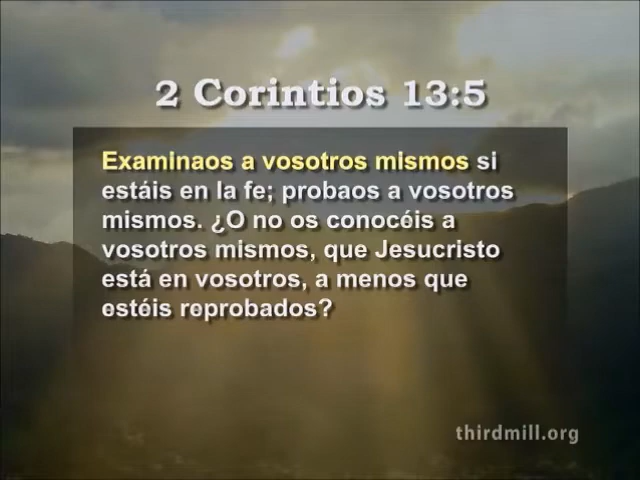 2 Corintios 13:5
Examinaos a vosotros mismos si
estáis en la fe; probaos a vosotros
mismos. ¿O no os conocéis a
vosotros mismos, que Jesucristo
está en vosotros, a menos que
estéis reprobados?
thirdmill.org